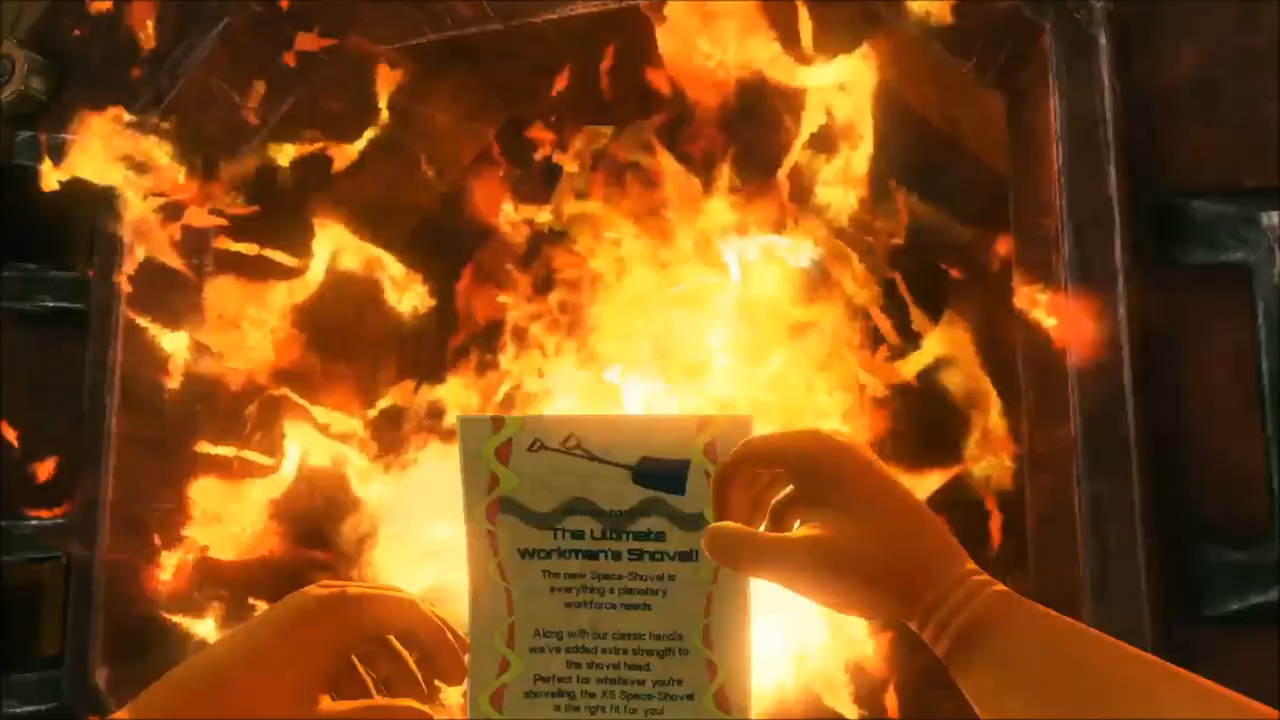 The Ultimate
Workman's Shovel!
The new Space-Shovel is
everything a planetary
workforce needs.
Along with our classic handle
we've added extra strength to
the shovel head.
Perfect for whatever you're
shovelling, the X8 Space-Shovel
is the right fit for you!